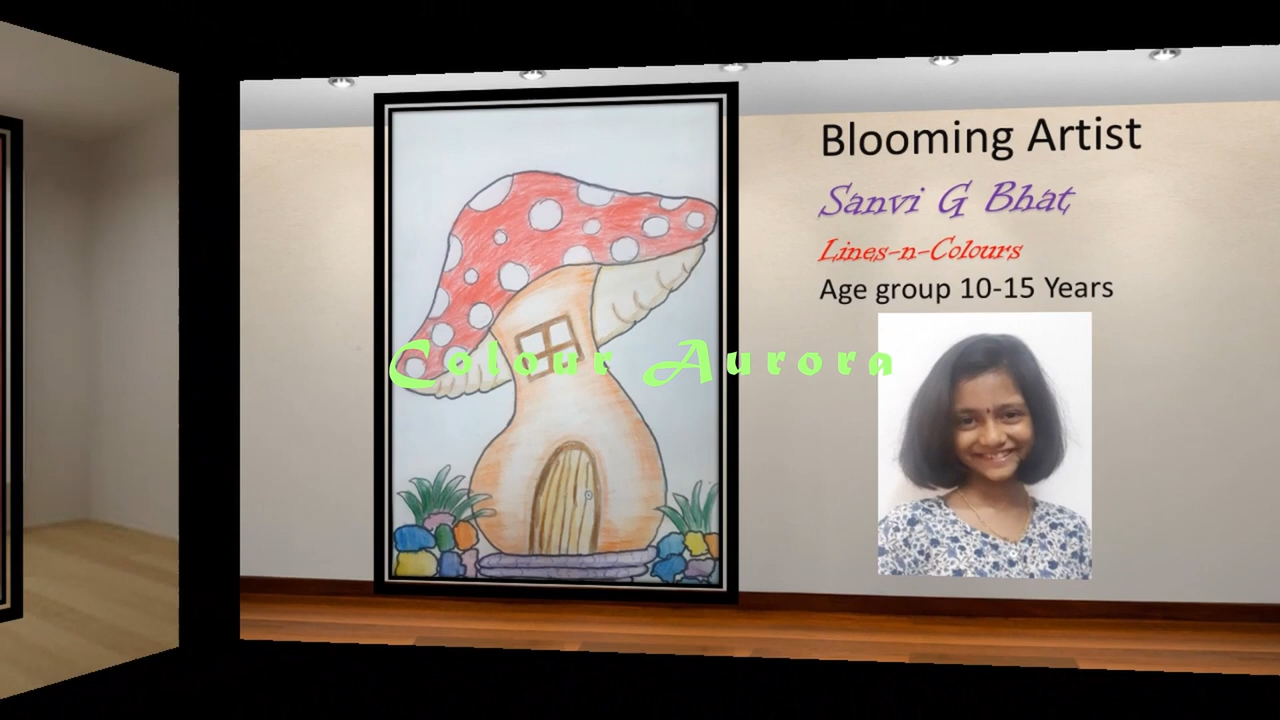 Blooming Artist
Sanvi G Bhat
Lines-n-Colours
Age group 10-15 Years
Colour Aurora